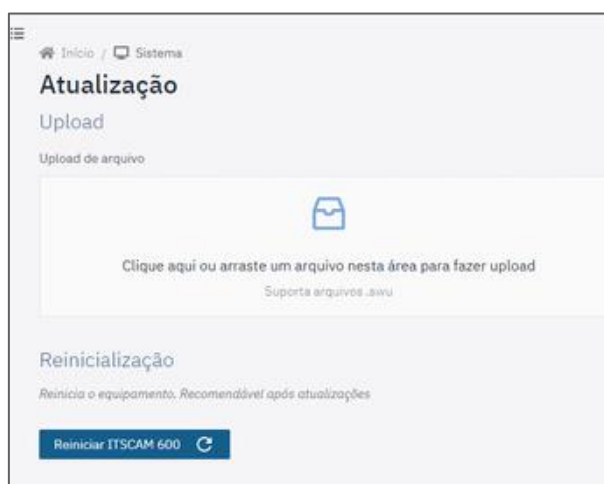 Início / Sistema
Atualização
Upload
Upload de arquivo
Clique aqui ou arraste um arquivo nesta área para fazer upload
Suporta arquivos .swu
Reinicialização
Reinicia o equipamento. Recomendável após atualizações
Reiniciar ITSCAM 600